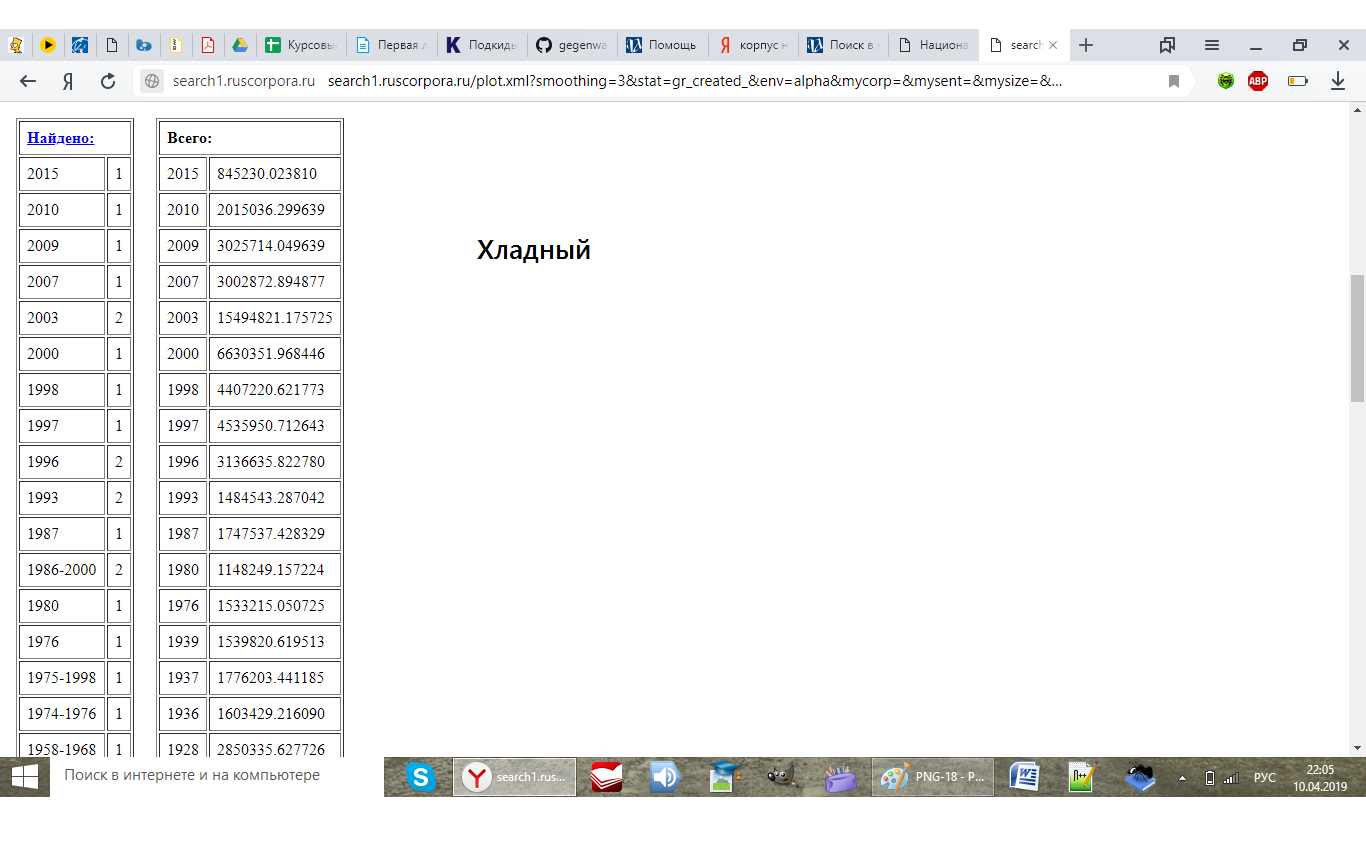 Курсовы
Первая л
Подкиды
gegenwa
Помощь
корпус н
Поиск в
Национа
search
search1.ruscorpora.ru search1.ruscorpora.ru/plot.xml?smoothing=3&stat=gr_created_&env=alpha&mycorp=&mysent=&mysize=&...
ABP
Найдено:
2015 1
2010 1
2009 1
2007 1
2003 2
2000 1
1998 1
1997 1
1996 2
1993 2
1987 1
1986-2000 2
1980 1
1976 1
1975-1998 1
1974-1976 1
1958-1968 1
Всего:
2015 845230.023810
2010 2015036.299639
2009 3025714.049639
2007 3002872.894877
2003 15494821.175725
2000 6630351.968446
1998 4407220.621773
1997 4535950.712643
1996 3136635.822780
1993 1484543.287042
1987 1747537.428329
1980 1148249.157224
1976 1533215.050725
1939 1539820.619513
1937 1776203.441185
1936 1603429.216090
1928 2850335.627726
Хладный
Поиск в интернете и на компьютере
search1.rus...
PNG-18 - P...
РУС
22:05
10.04.2019